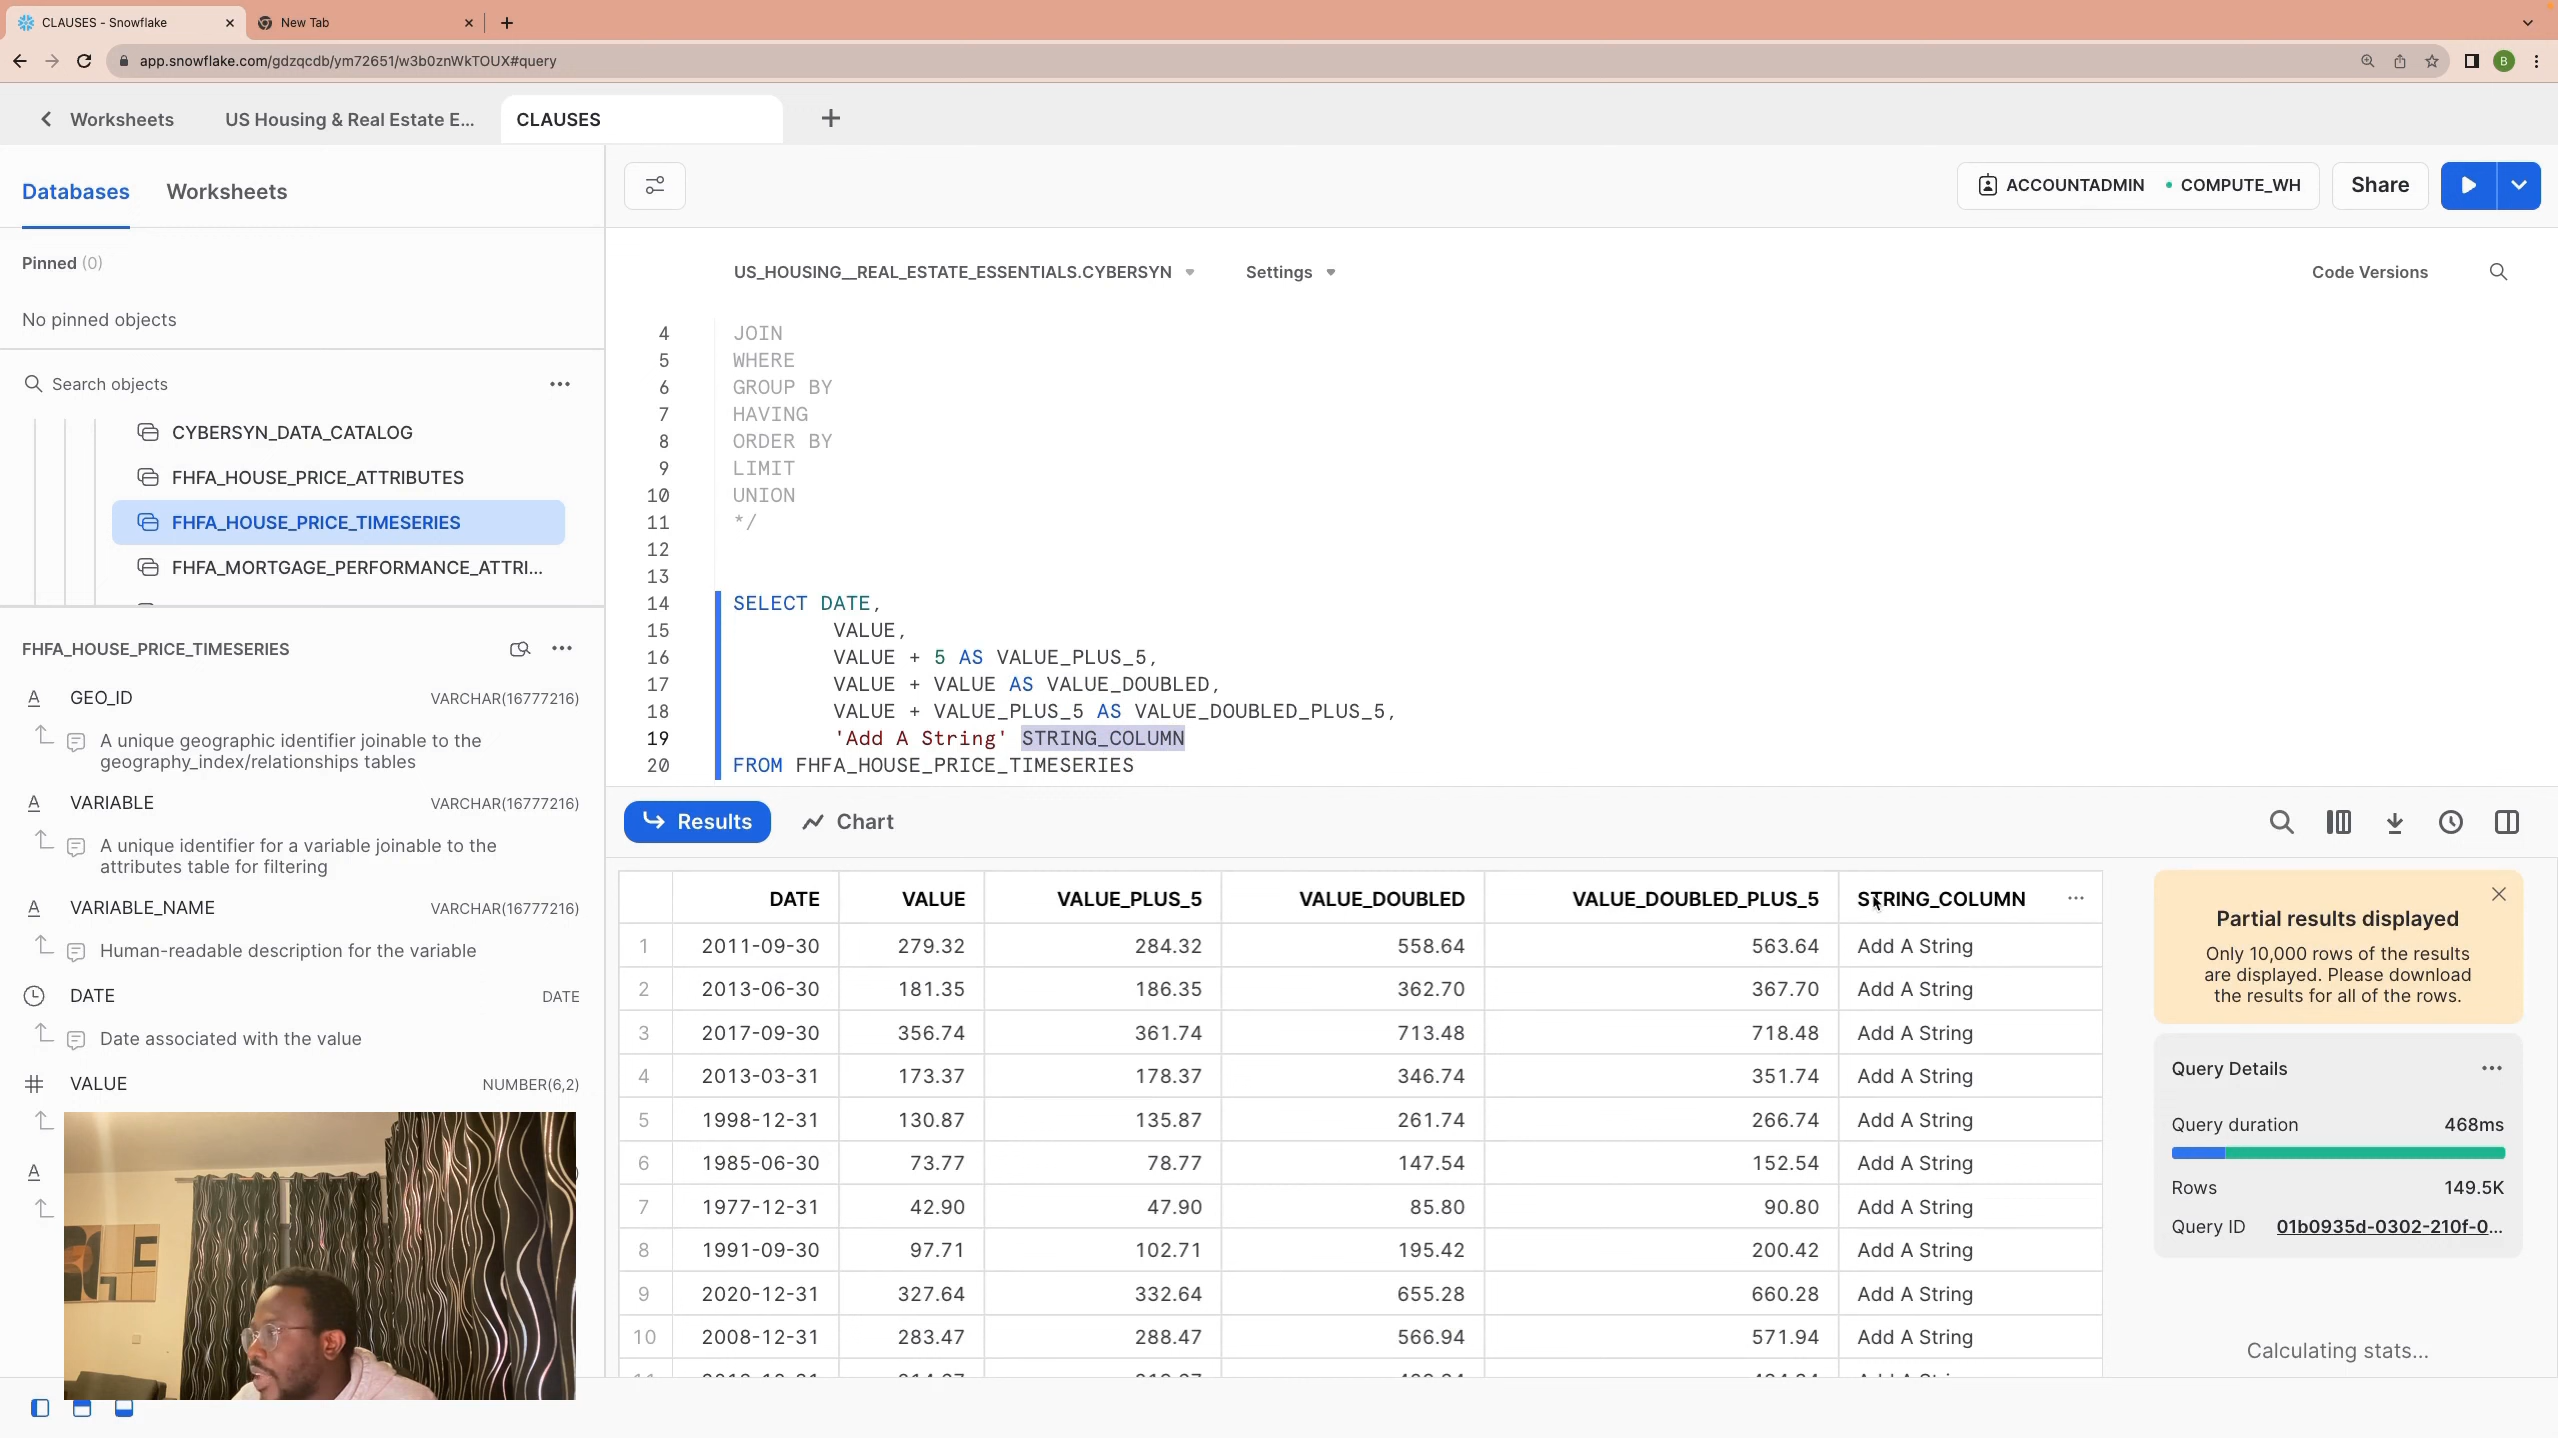 CLAUSES - Snowflake
New Tab
app.snowflake.com/gdzqcdb/ym72651/w3b0znWkTOUX#query
B
Worksheets
US Housing & Real Estate E...
CLAUSES
Databases
Worksheets
ACCOUNTADMIN
COMPUTE_WH
Share
Pinned (0)
No pinned objects
Search objects
CYBERSYN_DATA_CATALOG
FHFA_HOUSE_PRICE_ATTRIBUTES
FHFA_HOUSE_PRICE_TIMESERIES
FHFA_MORTGAGE_PERFORMANCE_ATTRI...
FHFA_HOUSE_PRICE_TIMESERIES
GEO_ID VARCHAR(16777216)
A unique geographic identifier joinable to the
geography_index/relationships tables
VARIABLE VARCHAR(16777216)
A unique identifier for a variable joinable to the
attributes table for filtering
VARIABLE_NAME VARCHAR(16777216)
Human-readable description for the variable
DATE DATE
Date associated with the value
VALUE NUMBER(6,2)
US_HOUSING__REAL_ESTATE_ESSENTIALS.CYBERSYN
Settings
Code Versions
4 JOIN
5 WHERE
6 GROUP BY
7 HAVING
8 ORDER BY
9 LIMIT
10 UNION
11 */
12
13
14 SELECT DATE,
15 VALUE,
16 VALUE + 5 AS VALUE_PLUS_5,
17 VALUE + VALUE AS VALUE_DOUBLED,
18 VALUE + VALUE_PLUS_5 AS VALUE_DOUBLED_PLUS_5,
19 'Add A String' STRING_COLUMN
20 FROM FHFA_HOUSE_PRICE_TIMESERIES
Results
Chart
DATE VALUE VALUE_PLUS_5 VALUE_DOUBLED VALUE_DOUBLED_PLUS_5 STRING_COLUMN
1 2011-09-30 279.32 284.32 558.64 563.64 Add A String
2 2013-06-30 181.35 186.35 362.70 367.70 Add A String
3 2017-09-30 356.74 361.74 713.48 718.48 Add A String
4 2013-03-31 173.37 178.37 346.74 351.74 Add A String
5 1998-12-31 130.87 135.87 261.74 266.74 Add A String
6 1985-06-30 73.77 78.77 147.54 152.54 Add A String
7 1977-12-31 42.90 47.90 85.80 90.80 Add A String
8 1991-09-30 97.71 102.71 195.42 200.42 Add A String
9 2020-12-31 327.64 332.64 655.28 660.28 Add A String
10 2008-12-31 283.47 288.47 566.94 571.94 Add A String
Partial results displayed
Only 10,000 rows of the results
are displayed. Please download
the results for all of the rows.
Query Details
Query duration 468ms
Rows 149.5K
Query ID 01b0935d-0302-210f-0...
Calculating stats...